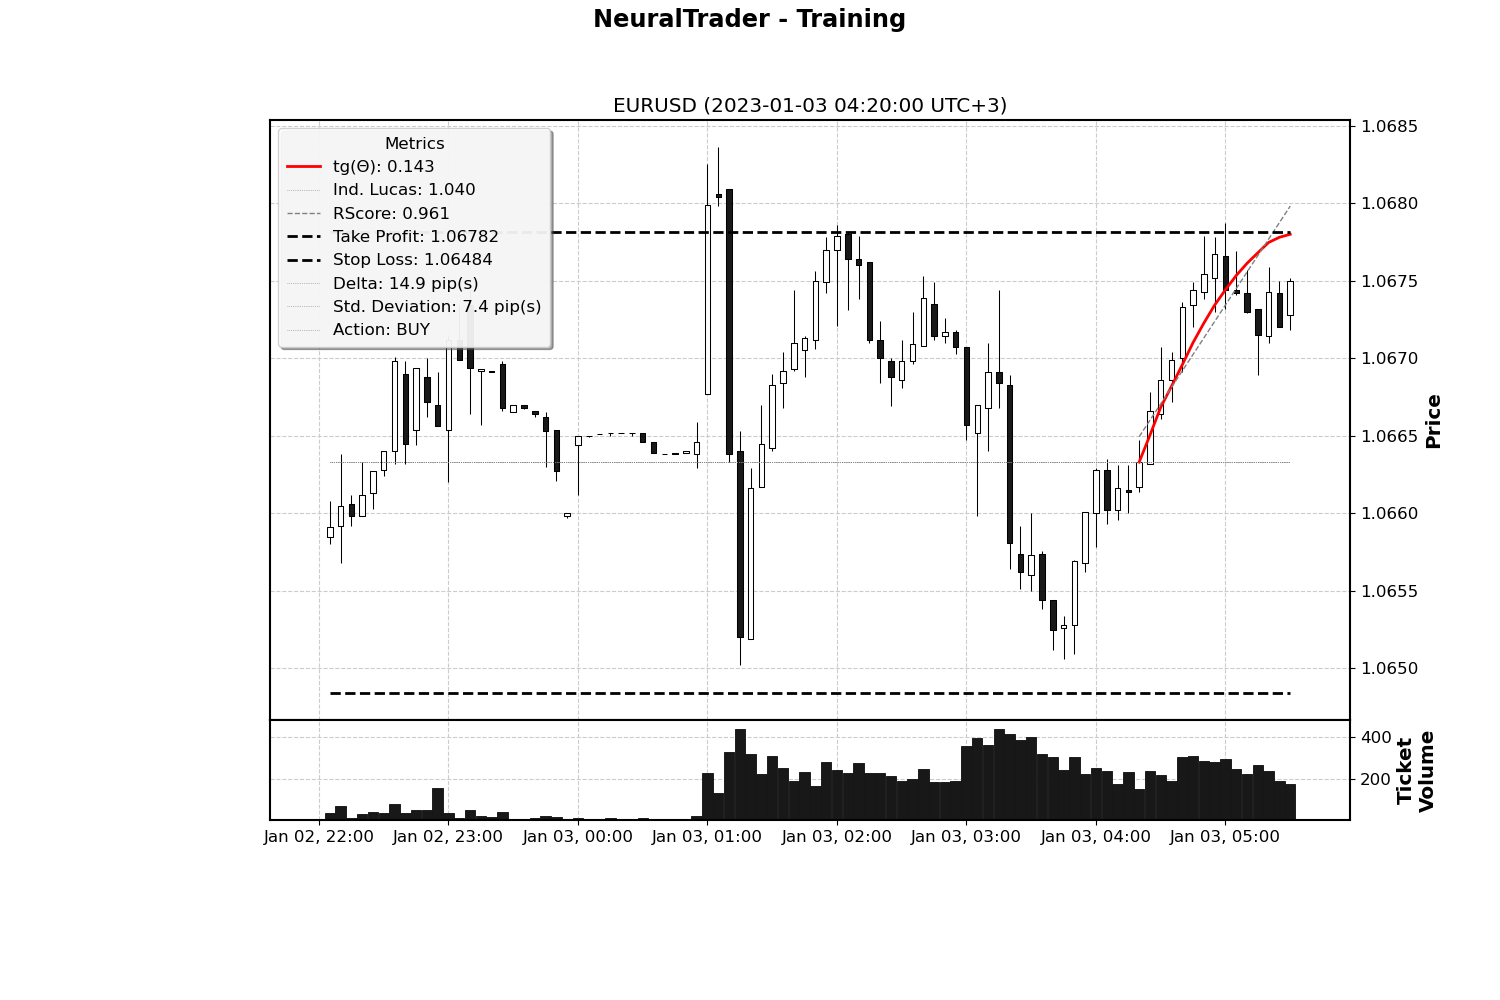 NeuralTrader - Training
EURUSD (2023-01-03 04:20:00 UTC+3)
Metrics
tg(Θ): 0.143
Ind. Lucas: 1.040
RScore: 0.961
Take Profit: 1.06782
Stop Loss: 1.06484
Delta: 14.9 pip(s)
Std. Deviation: 7.4 pip(s)
Action: BUY
1.0685
1.0680
1.0675
1.0670
1.0665
1.0660
1.0655
1.0650
Price
400
200
Ticket
Volume
Jan 02, 22:00 Jan 02, 23:00 Jan 03, 00:00 Jan 03, 01:00 Jan 03, 02:00 Jan 03, 03:00 Jan 03, 04:00 Jan 03, 05:00